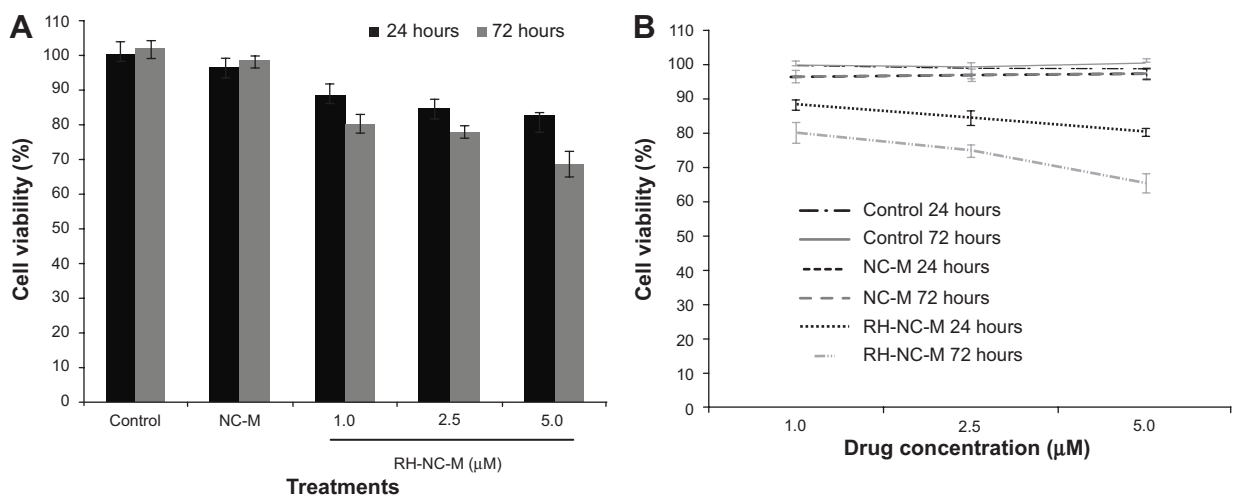 A
24 hours 72 hours
Cell viability (%)
110
100
90
80
70
60
50
40
30
20
10
0
Control NC-M 1.0 2.5 5.0
RH-NC-M (µM)
Treatments
B
Cell viability (%)
110
100
90
80
70
60
50
40
30
20
10
0
Control 24 hours
Control 72 hours
NC-M 24 hours
NC-M 72 hours
RH-NC-M 24 hours
RH-NC-M 72 hours
1.0 2.5 5.0
Drug concentration (µM)